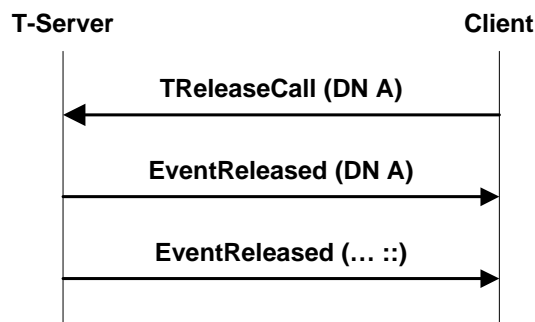 T-Server Client
TReleaseCall (DN A)
EventReleased (DN A)
EventReleased (… ::)